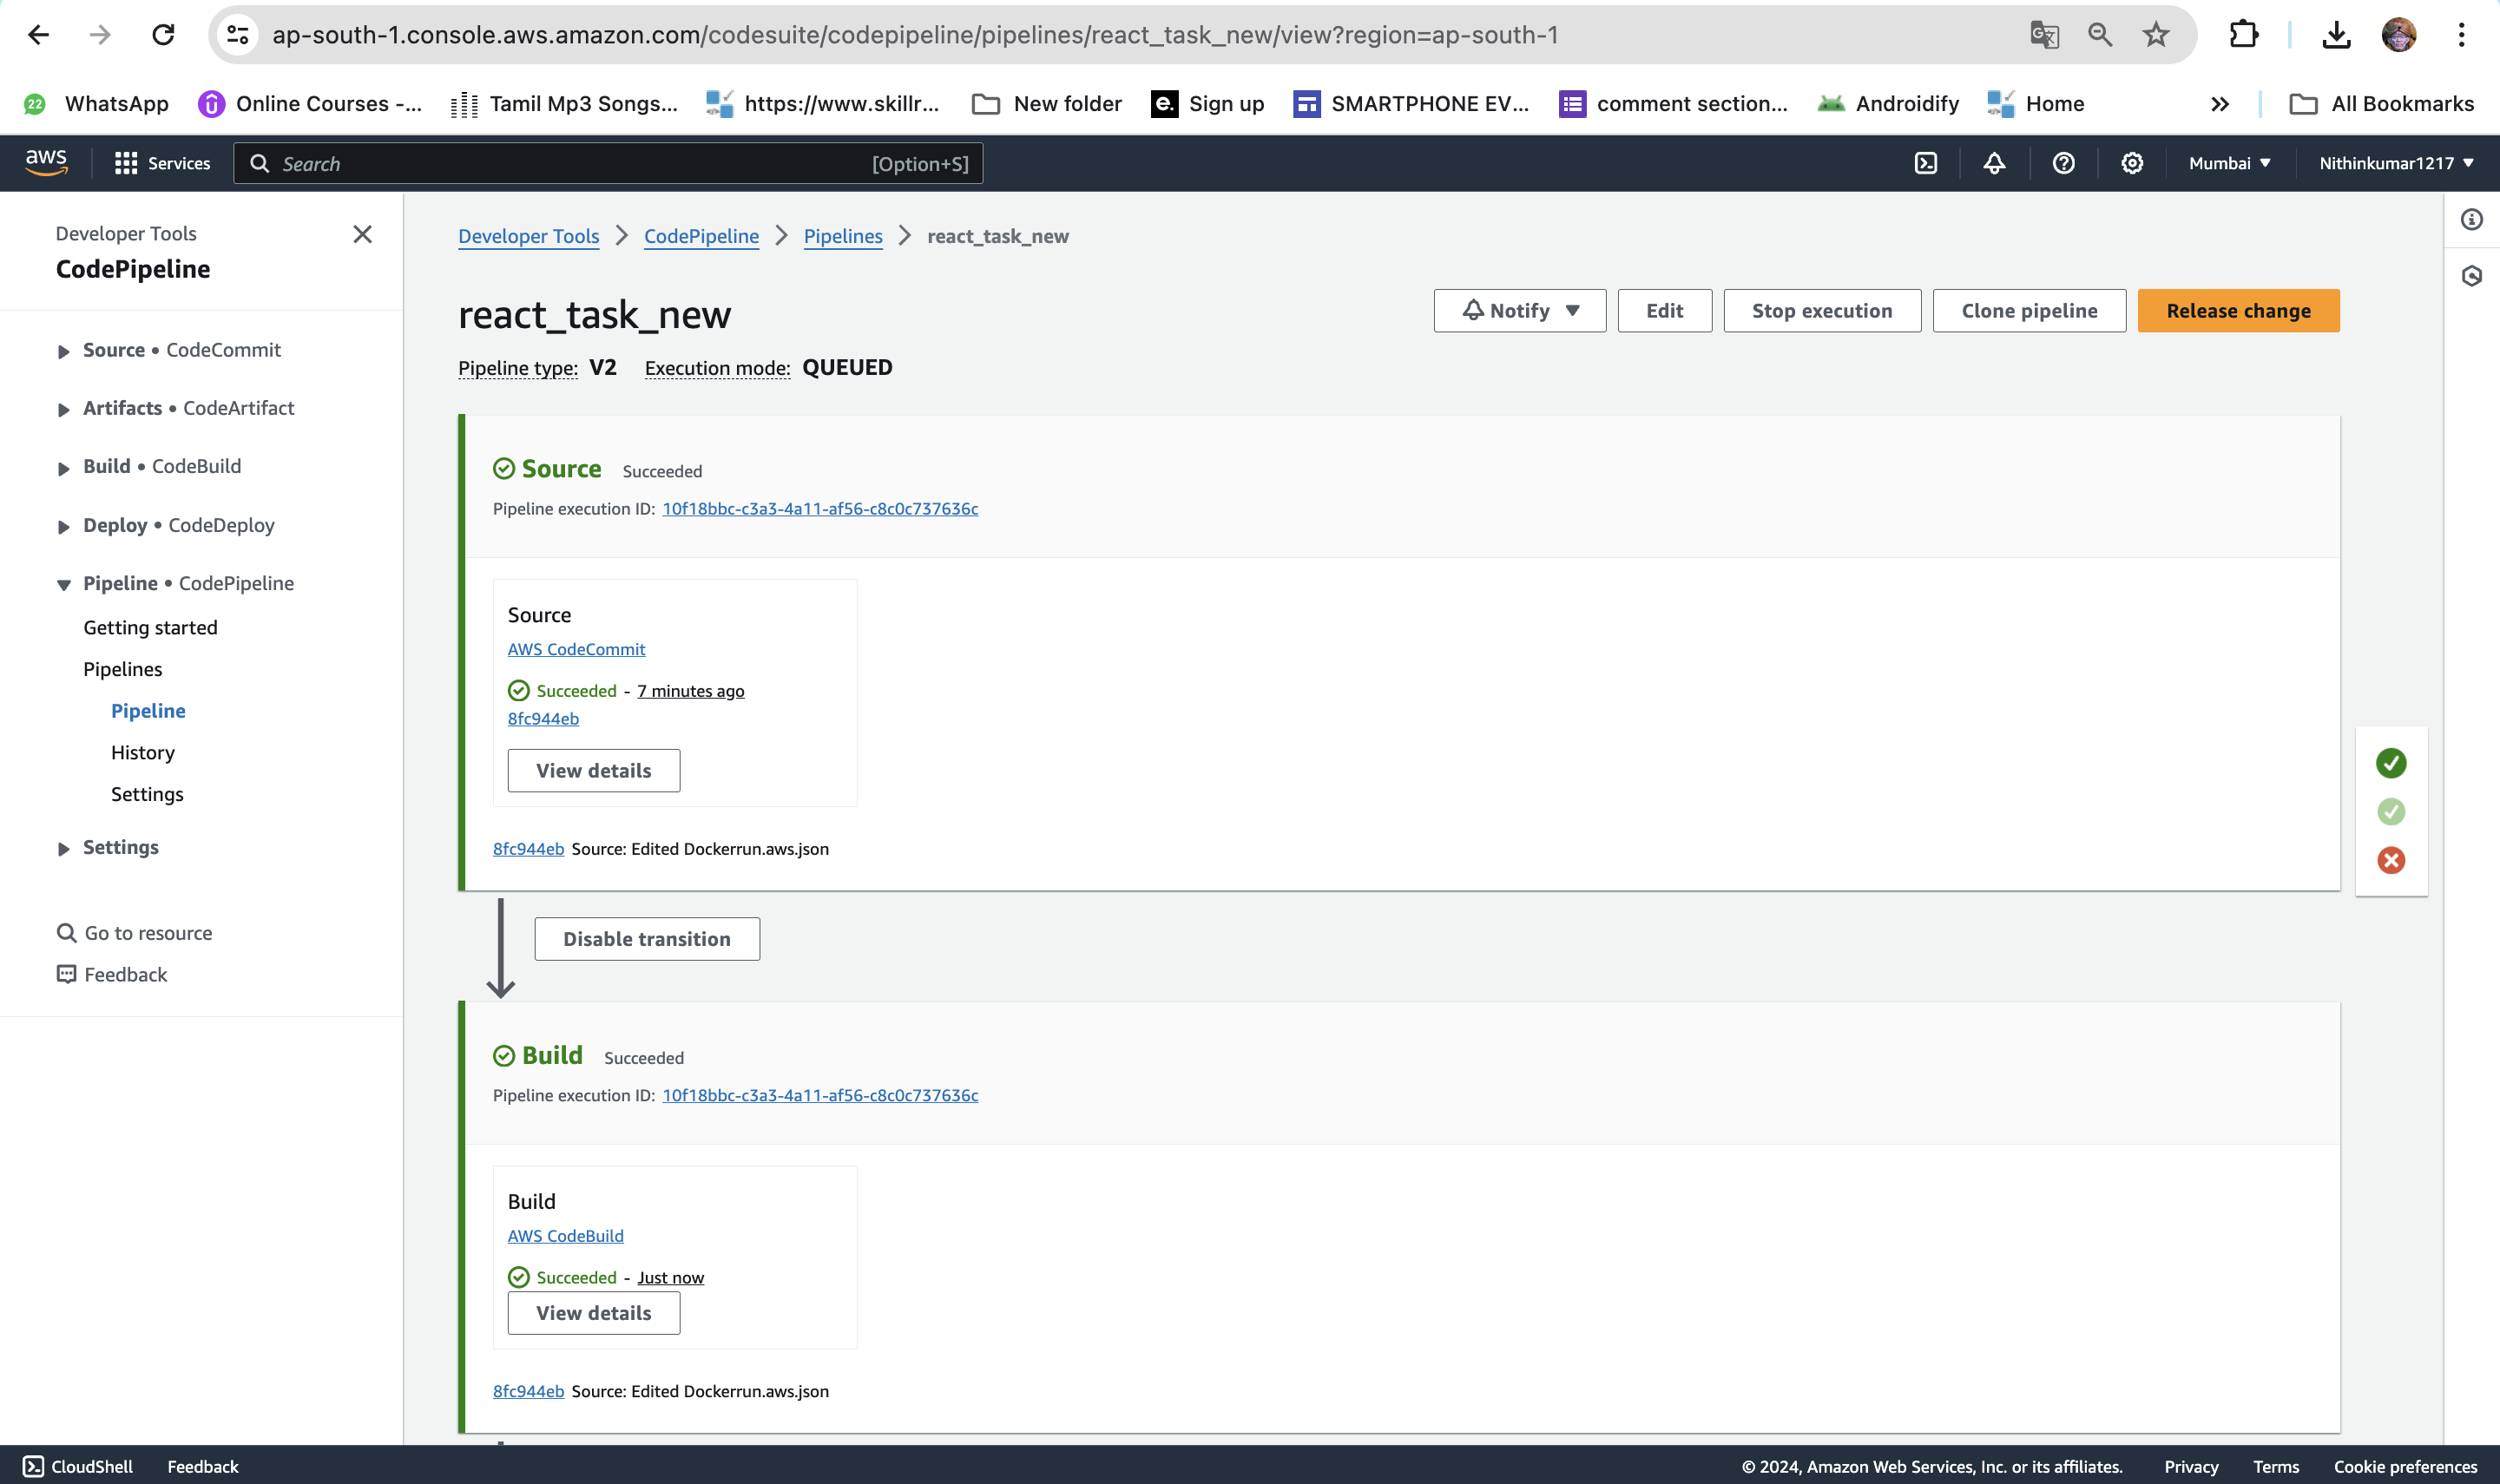 ap-south-1.console.aws.amazon.com/codesuite/codepipeline/pipelines/react_task_new/view?region=ap-south-1
22 WhatsApp Online Courses -... Tamil Mp3 Songs... https://www.skillr... New folder e. Sign up SMARTPHONE EV... comment section... Androidify Home » All Bookmarks
aws Services Search [Option+S] Mumbai ▼ Nithinkumar1217 ▼
Developer Tools
CodePipeline
Source • CodeCommit
Artifacts • CodeArtifact
Build • CodeBuild
Deploy • CodeDeploy
Pipeline • CodePipeline
Getting started
Pipelines
Pipeline
History
Settings
Settings
Go to resource
Feedback
Developer Tools > CodePipeline > Pipelines > react_task_new
react_task_new
Notify ▼ Edit Stop execution Clone pipeline Release change
Pipeline type: V2 Execution mode: QUEUED
Source Succeeded
Pipeline execution ID: 10f18bbc-c3a3-4a11-af56-c8c0c737636c
Source
AWS CodeCommit
Succeeded - 7 minutes ago
8fc944eb
View details
8fc944eb Source: Edited Dockerrun.aws.json
Disable transition
Build Succeeded
Pipeline execution ID: 10f18bbc-c3a3-4a11-af56-c8c0c737636c
Build
AWS CodeBuild
Succeeded - Just now
View details
8fc944eb Source: Edited Dockerrun.aws.json
CloudShell Feedback © 2024, Amazon Web Services, Inc. or its affiliates. Privacy Terms Cookie preferences